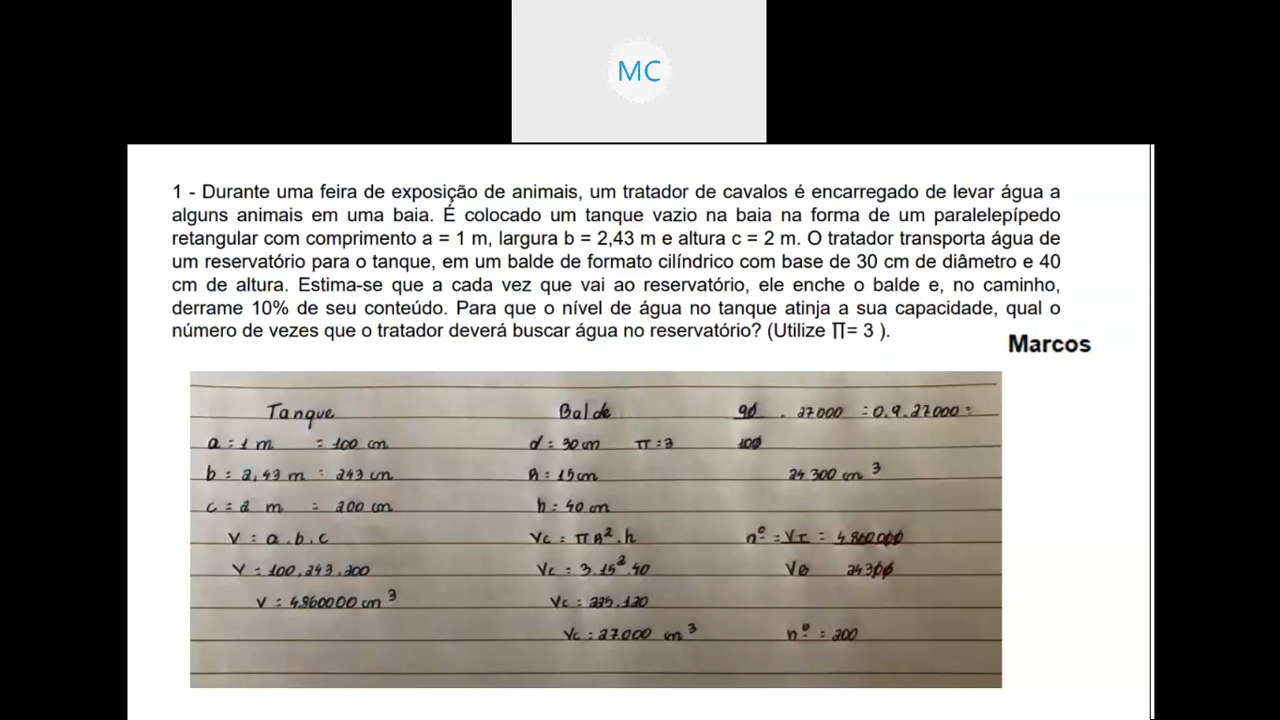 MC
1 - Durante uma feira de exposição de animais, um tratador de cavalos é encarregado de levar água a
alguns animais em uma baia. É colocado um tanque vazio na baia na forma de um paralelepípedo
retangular com comprimento a = 1 m, largura b = 2,43 m e altura c = 2 m. O tratador transporta água de
um reservatório para o tanque, em um balde de formato cilíndrico com base de 30 cm de diâmetro e 40
cm de altura. Estima-se que a cada vez que vai ao reservatório, ele enche o balde e, no caminho,
derrame 10% de seu conteúdo. Para que o nível de água no tanque atinja a sua capacidade, qual o
número de vezes que o tratador deverá buscar água no reservatório? (Utilize ∏= 3 ).
Marcos
Tanque
a = 1 m = 100 cm
b = 2,43 m = 243 cm
c = 2 m = 200 cm
V = a.b.c
V = 100.243.200
V = 4.860000 cm³
Balde
d = 30cm π = 3
R = 15cm
h = 40 cm
Vc = πR².h
Vc = 3.15².40
Vc = 225.120
Vc = 27.000 cm³
90 . 27000 = 0,9.27000 =
100
24 300 cm³
nº = VT = 4.860000
VB 24300
nº = 200